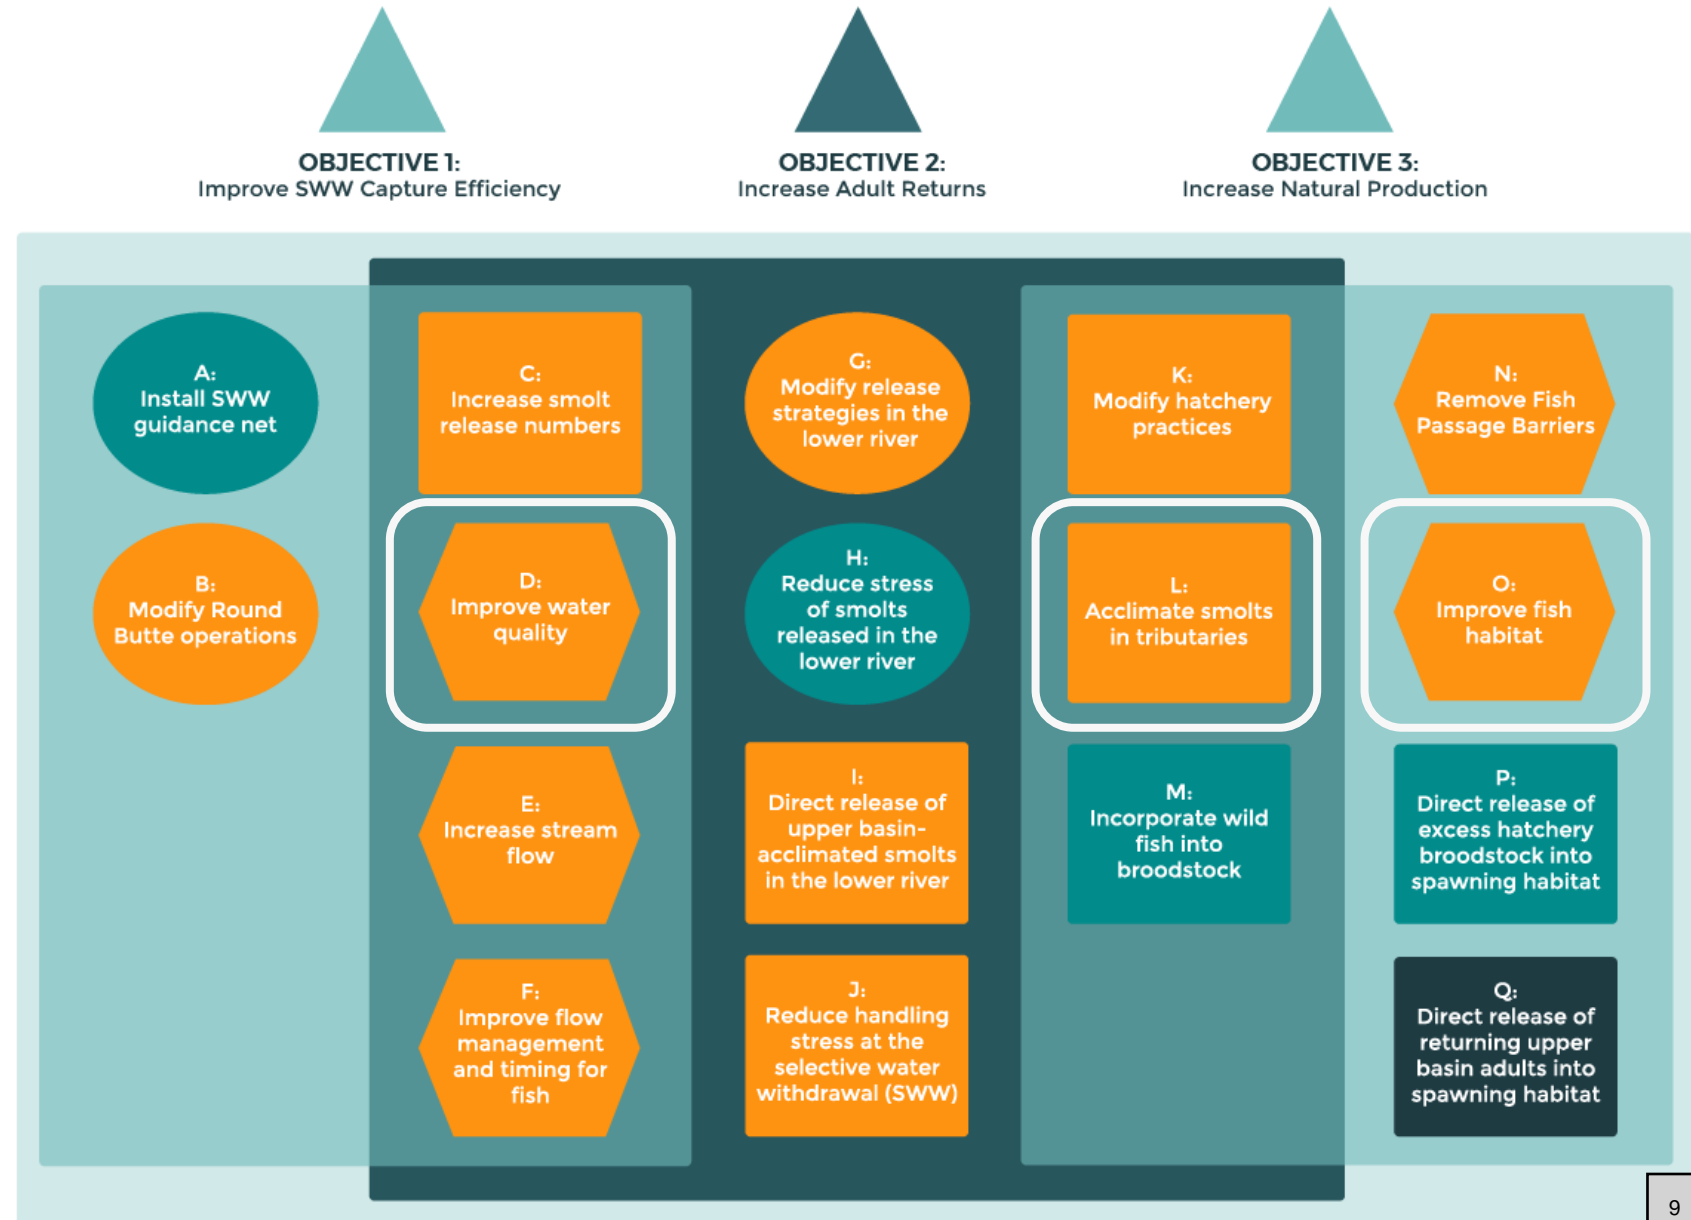 OBJECTIVE 1:
Improve SWW Capture Efficiency
OBJECTIVE 2:
Increase Adult Returns
OBJECTIVE 3:
Increase Natural Production
A:
Install SWW
guidance net
B:
Modify Round
Butte operations
C:
Increase smolt
release numbers
D:
Improve water
quality
E:
Increase stream
flow
F:
Improve flow
management
and timing for
fish
G:
Modify release
strategies in the
lower river
H:
Reduce stress
of smolts
released in the
lower river
I:
Direct release of
upper basin-
acclimated smolts
in the lower river
J:
Reduce handling
stress at the
selective water
withdrawal (SWW)
K:
Modify hatchery
practices
L:
Acclimate smolts
in tributaries
M:
Incorporate wild
fish into
broodstock
N:
Remove Fish
Passage Barriers
O:
Improve fish
habitat
P:
Direct release of
excess hatchery
broodstock into
spawning habitat
Q:
Direct release of
returning upper
basin adults into
spawning habitat
9